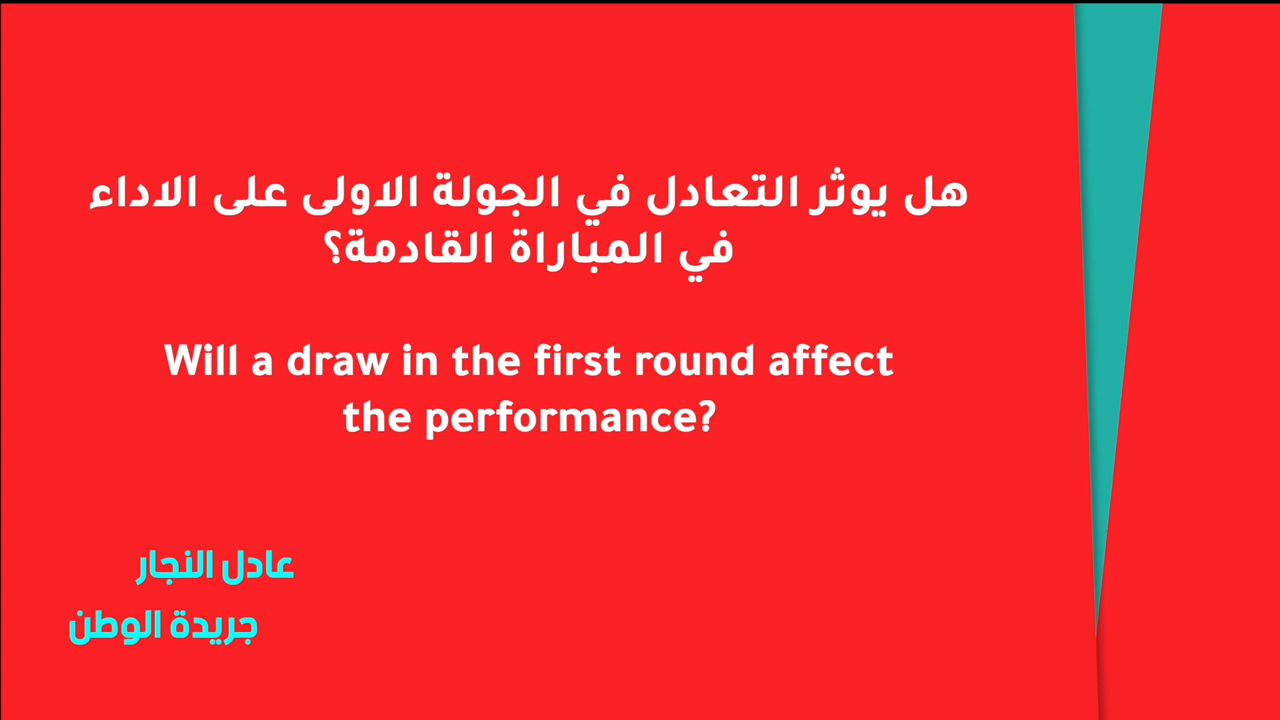 هل يوثر التعادل في الجولة الاولى على الاداء
في المباراة القادمة؟
Will a draw in the first round affect
the performance?
عادل النجار
جريدة الوطن